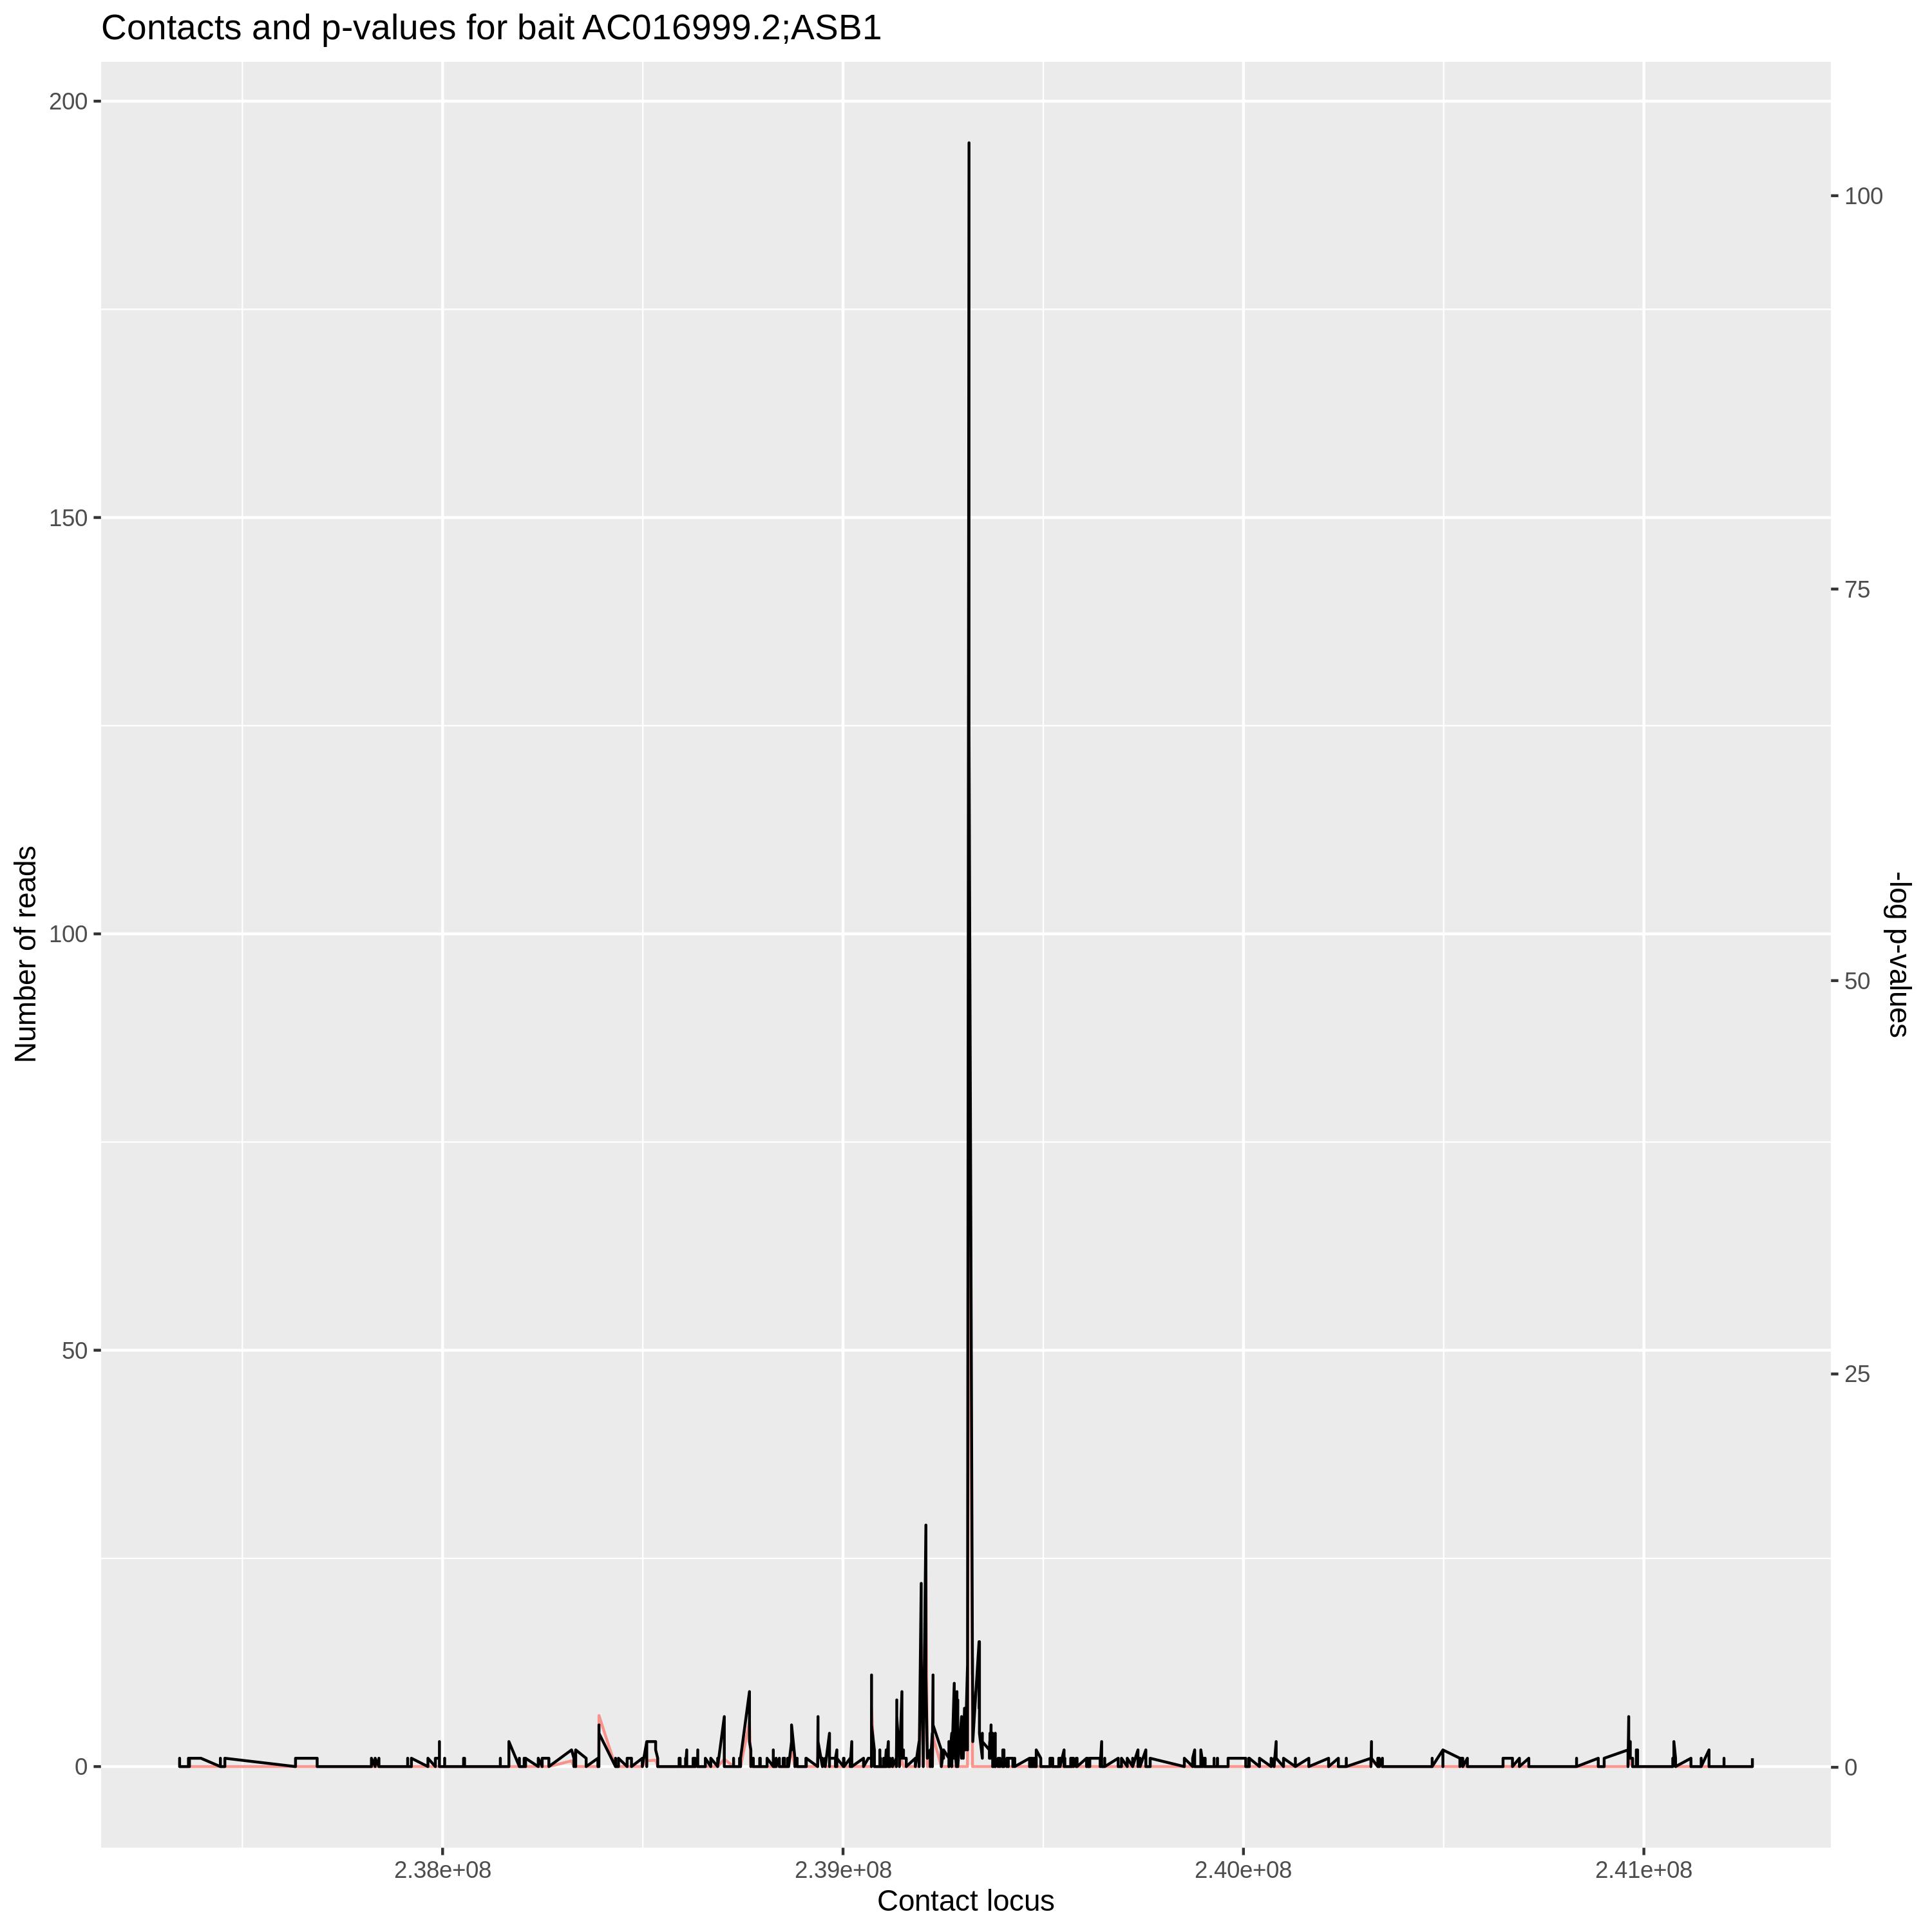 Contacts and p-values for bait AC016999.2;ASB1
200
150
100
50
0
Number of reads
100
75
50
25
0
-log p-values
2.38e+08
2.39e+08
2.40e+08
2.41e+08
Contact locus